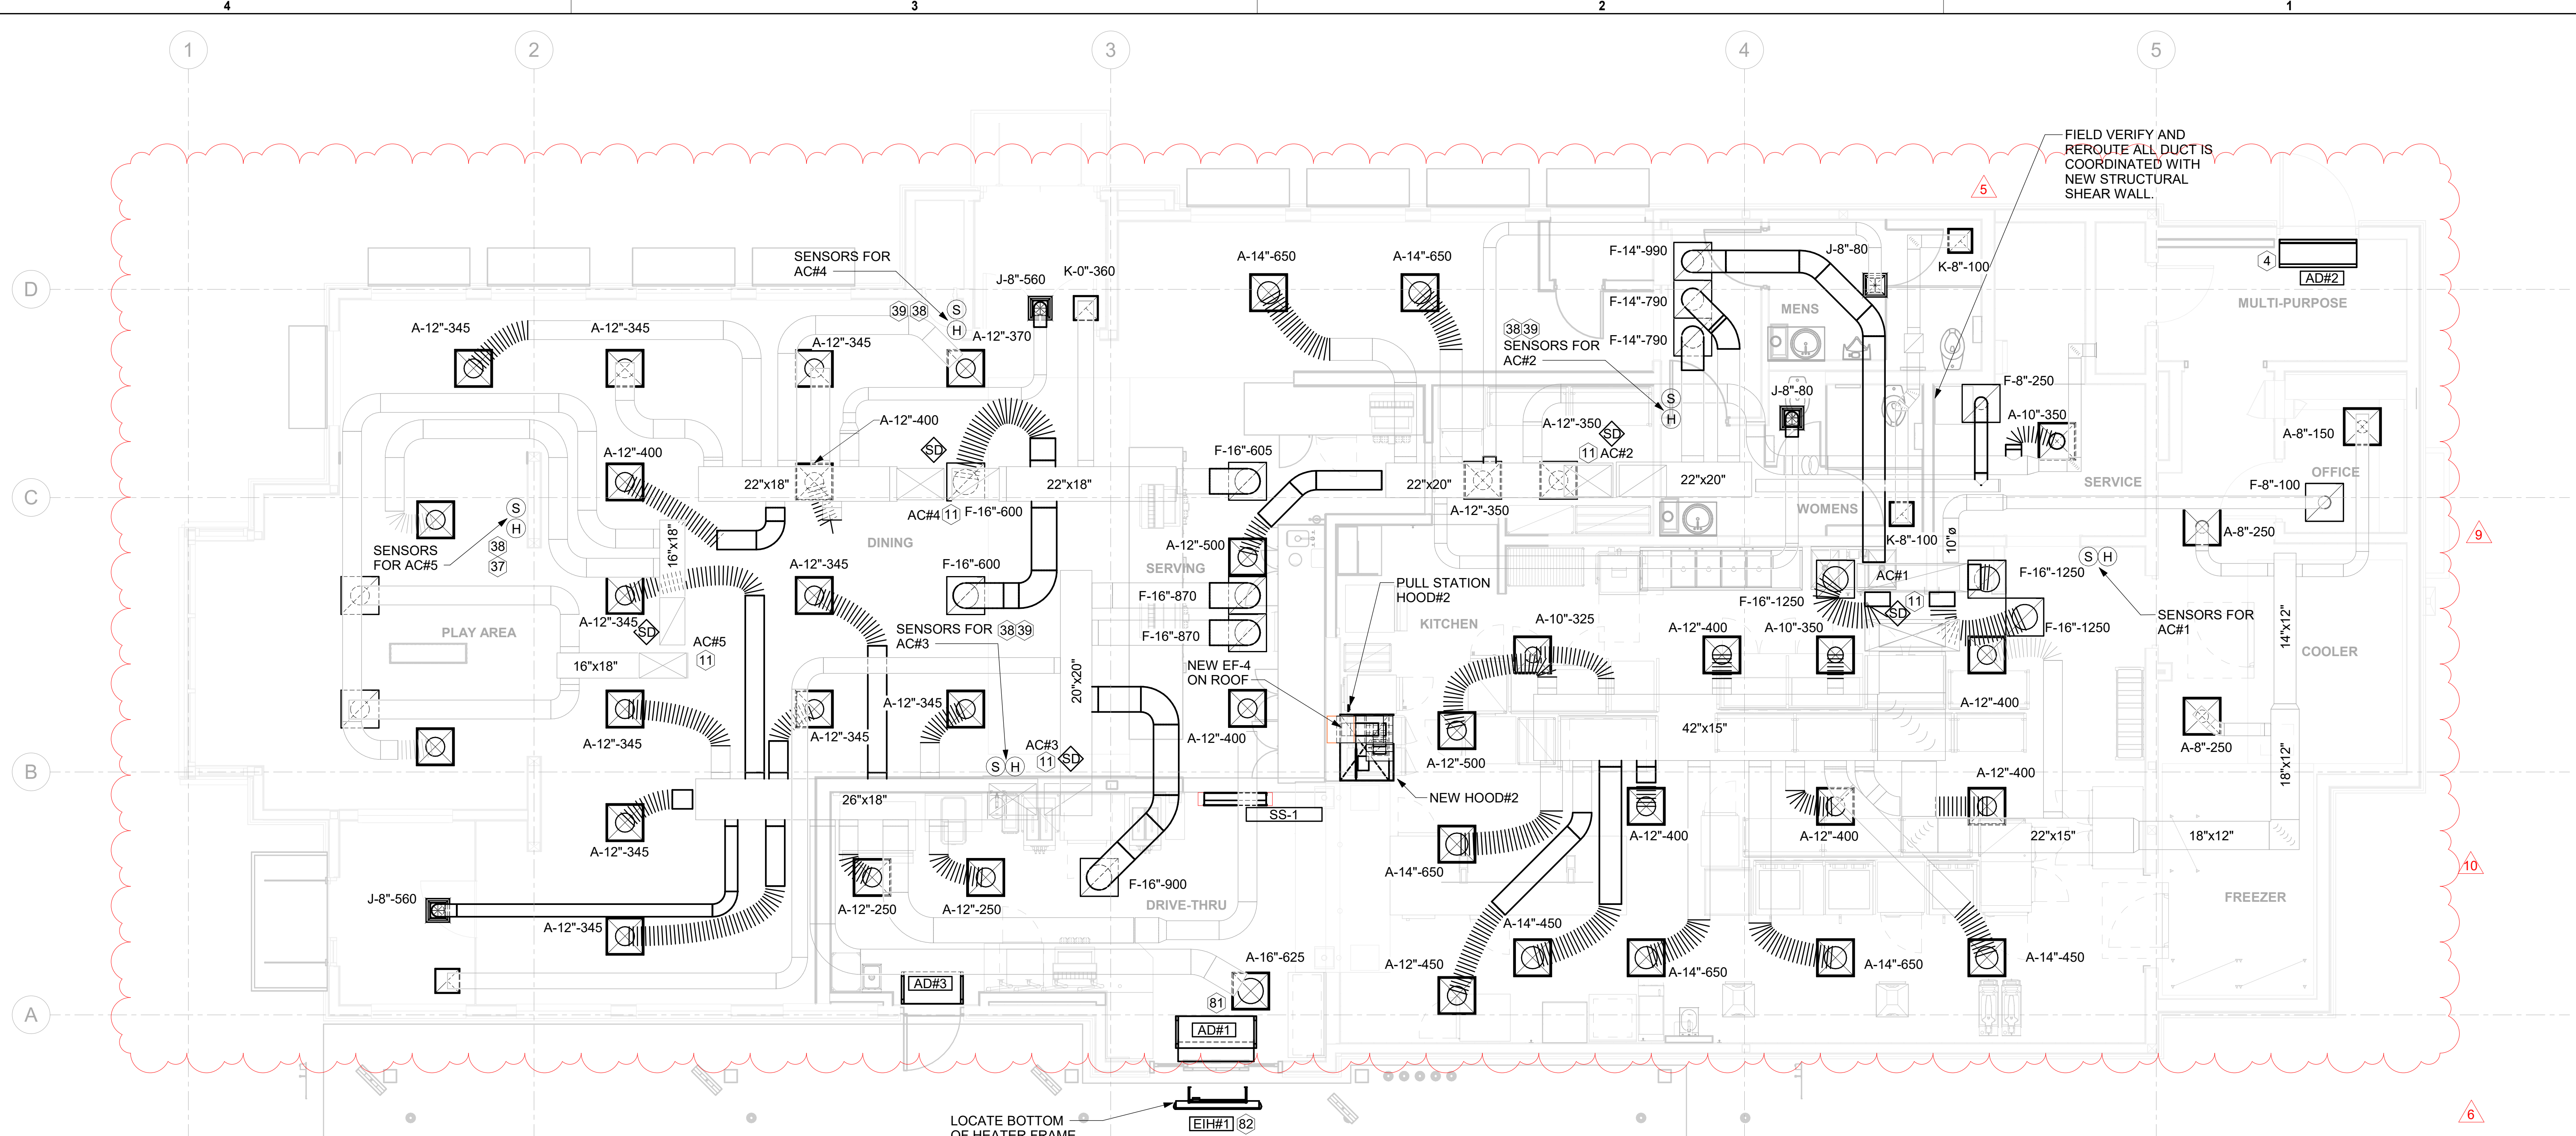 4 3 2 1
1 2 3 4 5
D
C
B
A
FIELD VERIFY AND
REROUTE ALL DUCT IS
COORDINATED WITH
NEW STRUCTURAL
SHEAR WALL.
5
SENSORS FOR
AC#4
39 38
S
H
J-8"-560
K-0"-360
A-12"-370
A-12"-345
A-12"-345
A-12"-345
A-14"-650
A-14"-650
F-14"-990
F-14"-790
F-14"-790
J-8"-80
K-8"-100
MENS
38 39
SENSORS FOR
AC#2
S
H
J-8"-80
4
AD#2
MULTI-PURPOSE
F-8"-250
A-10"-350
A-8"-150
OFFICE
F-8"-100
A-8"-250
SERVICE
A-12"-400
SD
A-12"-400
22"x18"
22"x18"
AC#4
11
F-16"-600
F-16"-605
A-12"-350
SD
11
AC#2
22"x20"
22"x20"
A-12"-350
WOMENS
K-8"-100
10"ø
S
H
SENSORS
FOR AC#5
38
37
16"x18"
DINING
A-12"-500
SERVING
9
S H
SENSORS FOR
AC#1
A-12"-345
F-16"-600
F-16"-870
F-16"-870
PULL STATION
HOOD#2
AC#1
F-16"-1250
F-16"-1250
SD
11
F-16"-1250
14"x12"
COOLER
A-12"-345
SD
PLAY AREA
AC#5
11
16"x18"
SENSORS FOR
AC#3
38 39
KITCHEN
A-10"-325
A-12"-400
A-10"-350
NEW EF-4
ON ROOF
20"x20"
A-12"-345
A-12"-345
A-12"-345
A-12"-400
A-12"-400
42"x15"
A-8"-250
AC#3
11
SD
S H
A-12"-500
NEW HOOD#2
18"x12"
A-12"-400
26"x18"
SS-1
A-12"-400
A-12"-400
22"x15"
18"x12"
A-12"-345
A-14"-650
10
F-16"-900
A-12"-250
A-12"-250
DRIVE-THRU
FREEZER
J-8"-560
A-12"-345
A-14"-450
A-16"-625
A-12"-450
A-14"-650
A-14"-650
A-14"-450
AD#3
81
AD#1
LOCATE BOTTOM
OF HEATER FRAME
EIH#1
82
6